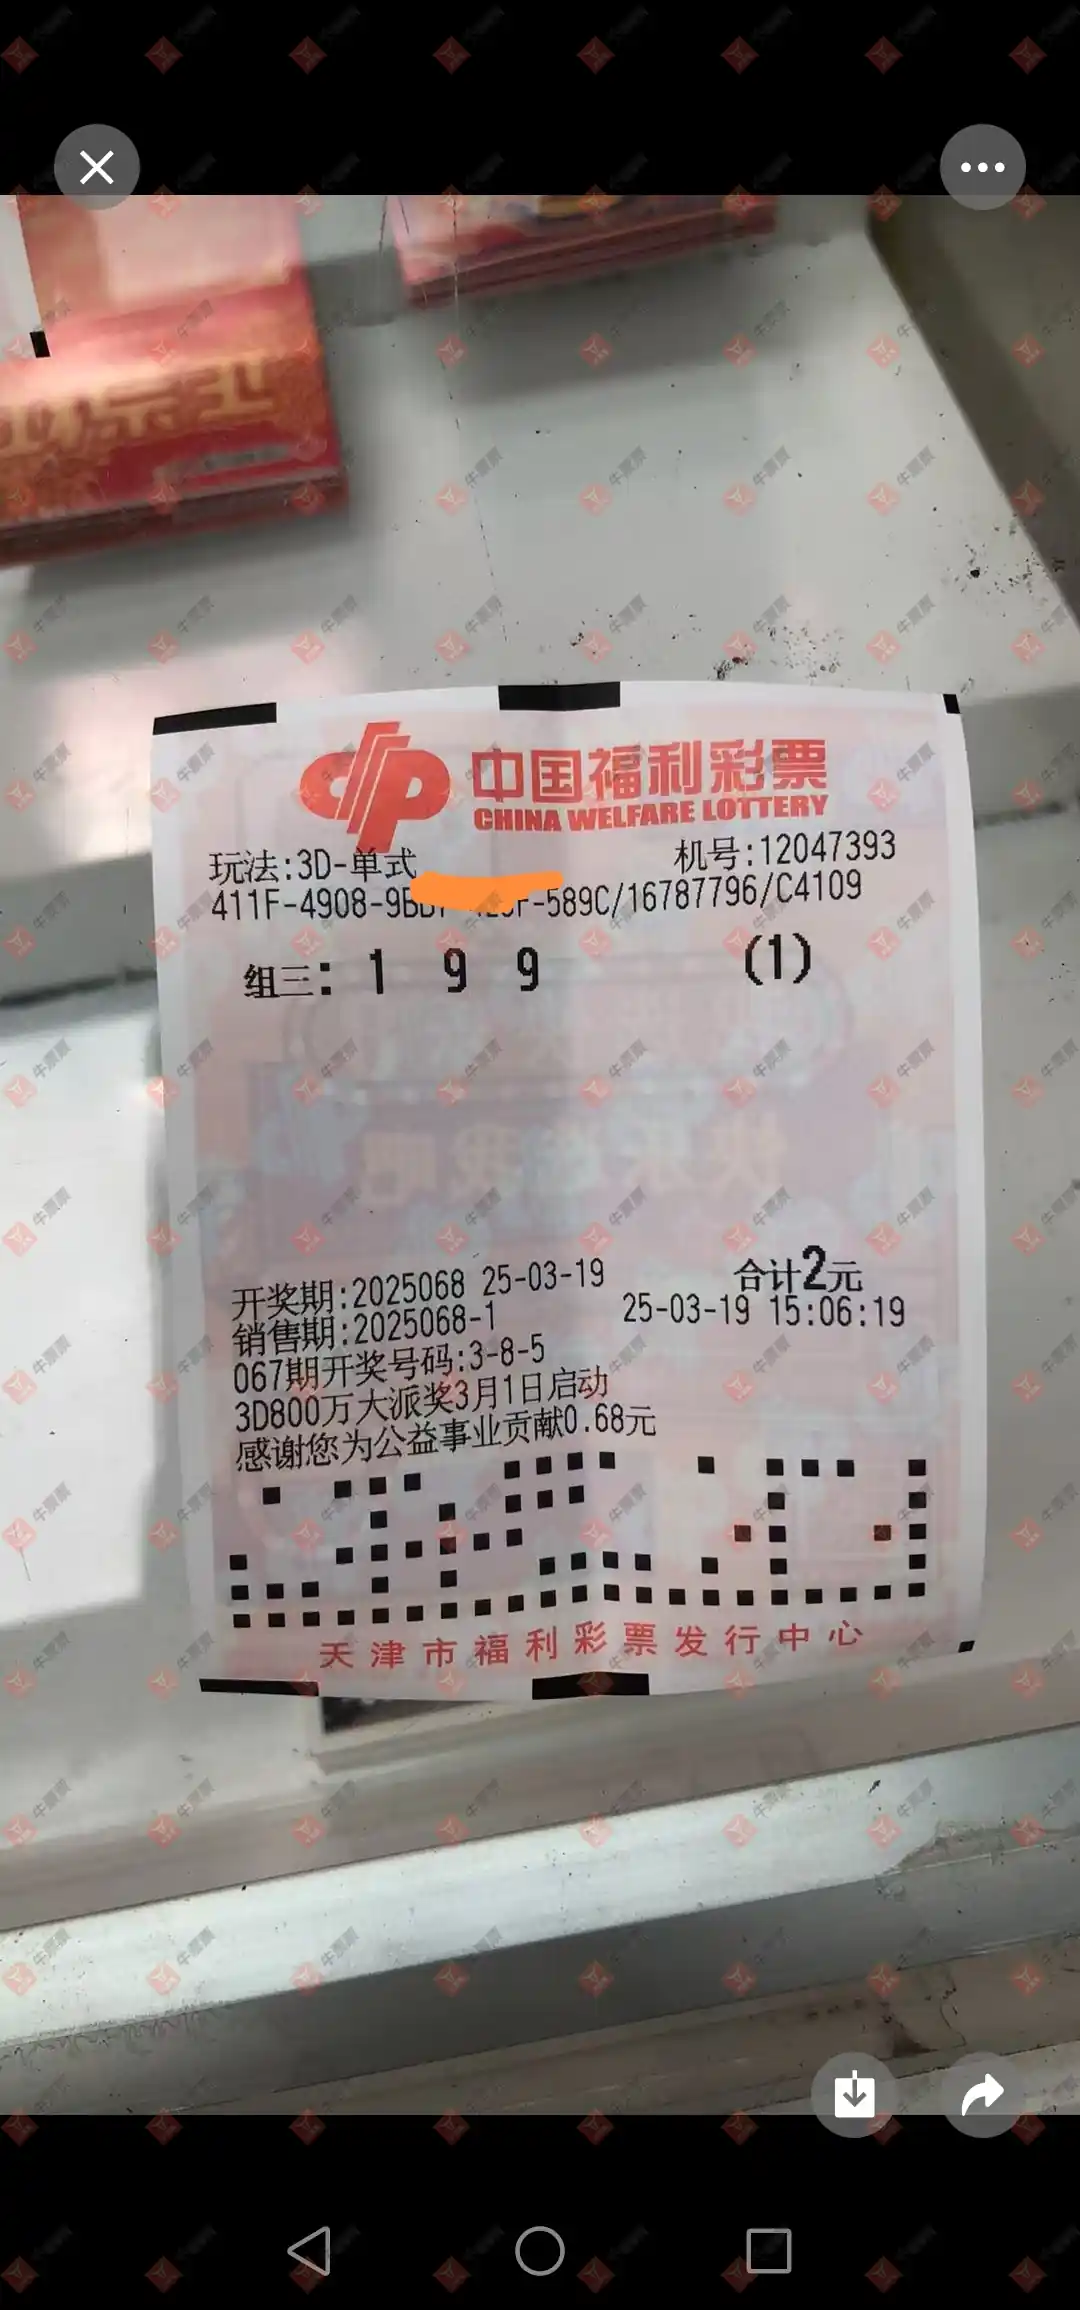 中国福利彩票
CHINA WELFARE LOTTERY
玩法:3D-单式 机号:12047393
411F-4908-9BB F-589C/16787796/C4109
组三: 1 9 9 (1)
开奖期:2025068 25-03-19 合计2元
销售期:2025068-1 25-03-19 15:06:19
067期开奖号码:3-8-5
3D800万大派奖3月1日启动
感谢您为公益事业贡献0.68元
天津市福利彩票发行中心
牛票票